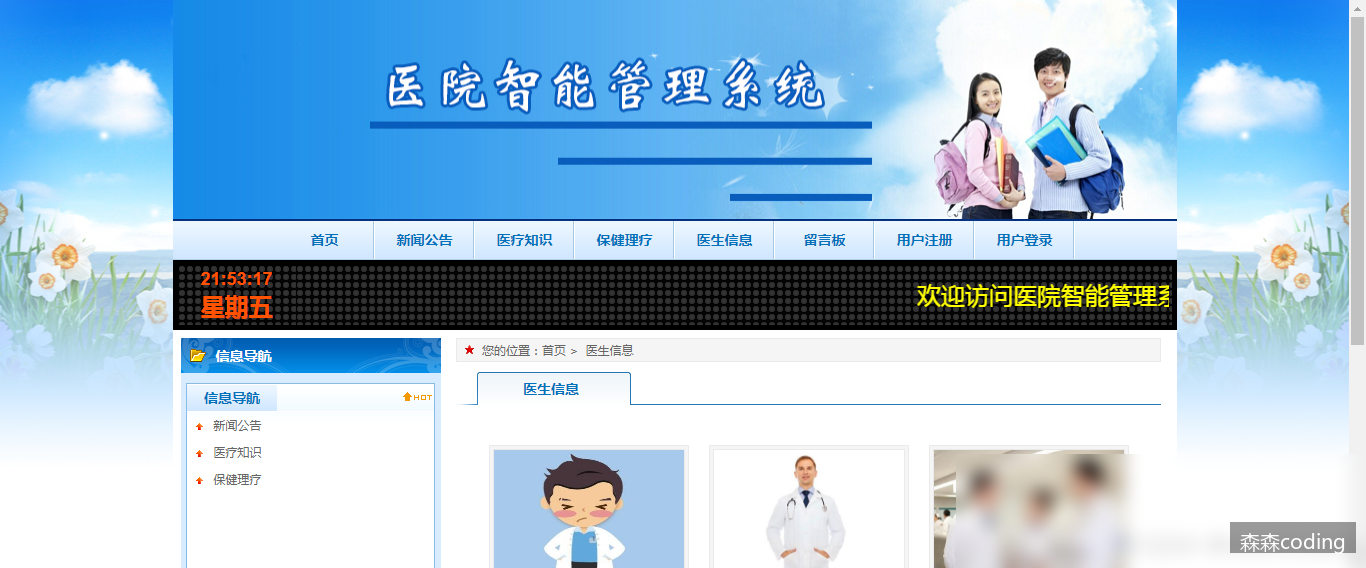 医院智能管理系统
首页 新闻公告 医疗知识 保健理疗 医生信息 留言板 用户注册 用户登录
21:53:17
星期五
欢迎访问医院智能管理系
信息导航
您的位置：首页 > 医生信息
信息导航
HOT
医生信息
新闻公告
医疗知识
保健理疗
森森coding